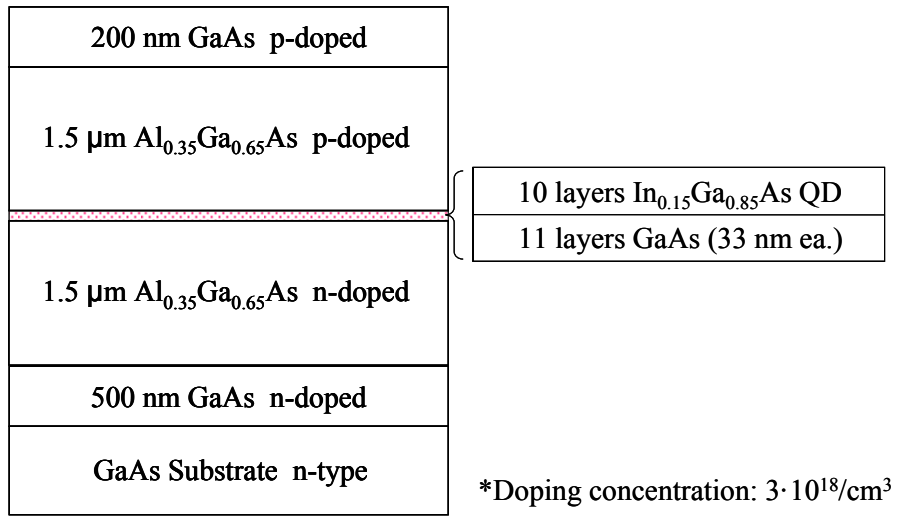 200 nm GaAs p-doped
1.5 μm Al₀.₃₅Ga₀.₆₅As p-doped
10 layers In₀.₁₅Ga₀.₈₅As QD
11 layers GaAs (33 nm ea.)
1.5 μm Al₀.₃₅Ga₀.₆₅As n-doped
500 nm GaAs n-doped
GaAs Substrate n-type
*Doping concentration: 3·10¹⁸/cm³